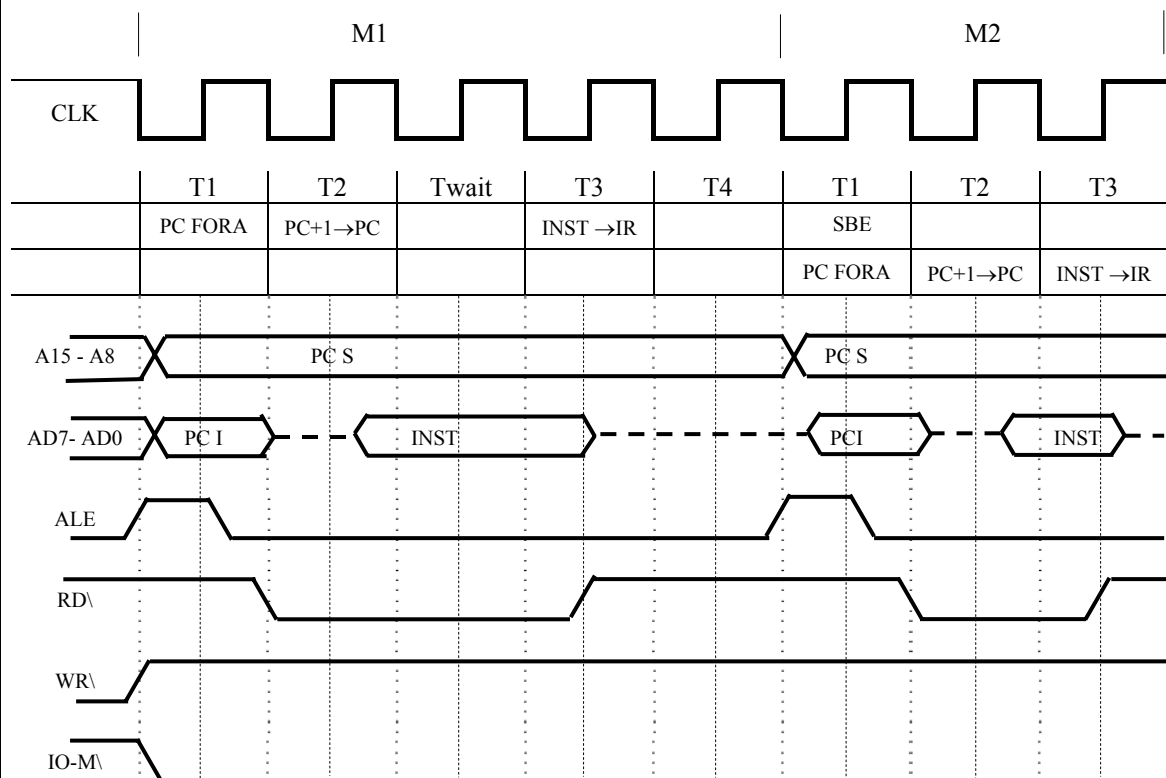 M1 M2
CLK
T1 T2 Twait T3 T4 T1 T2 T3
PC FORA PC+1→PC INST →IR SBE
PC FORA PC+1→PC INST →IR
A15 - A8 PC S PC S
AD7- AD0 PC I INST PCI INST
ALE
RD\
WR\
IO-M\